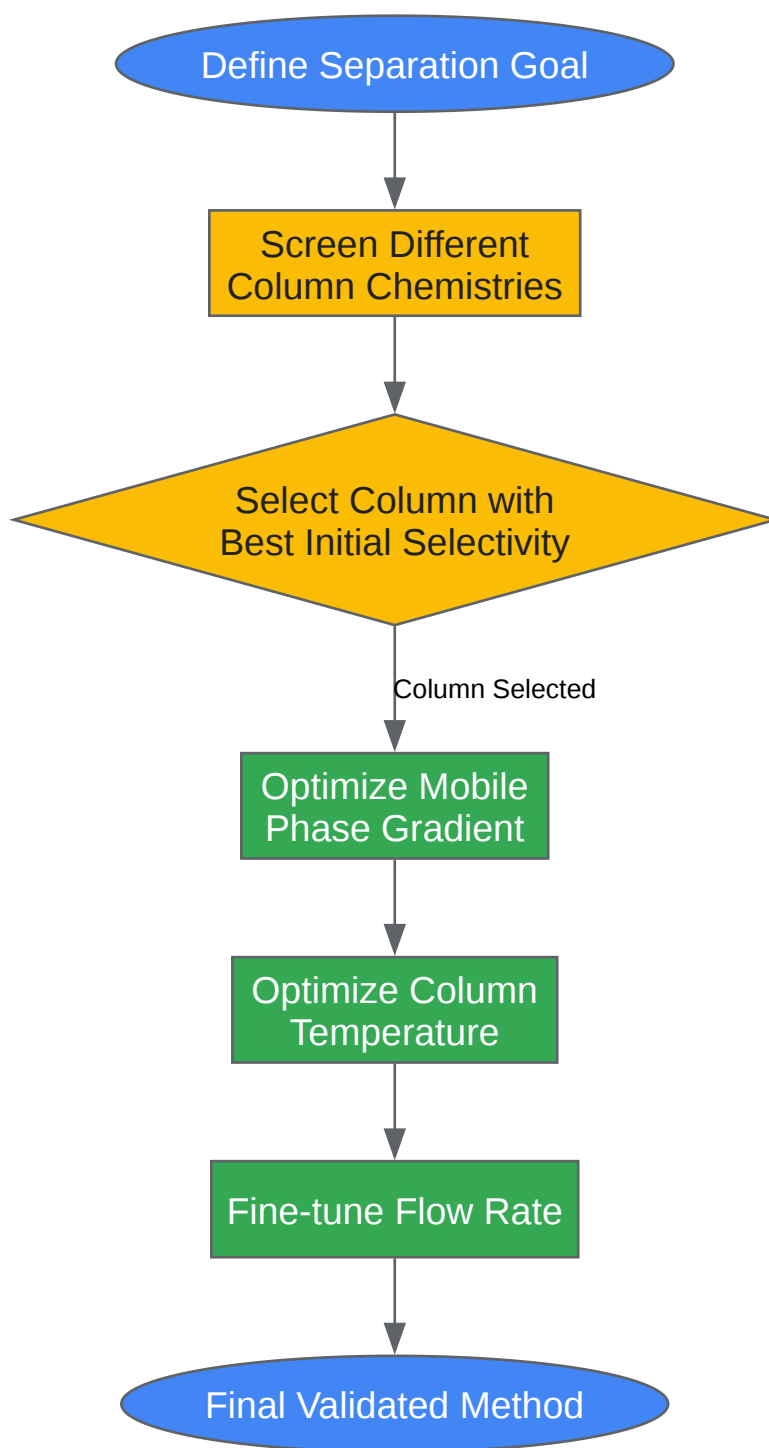 Define Separation Goal
Screen Different
Column Chemistries
Select Column with
Best Initial Selectivity
Column Selected
Optimize Mobile
Phase Gradient
Optimize Column
Temperature
Fine-tune Flow Rate
Final Validated Method